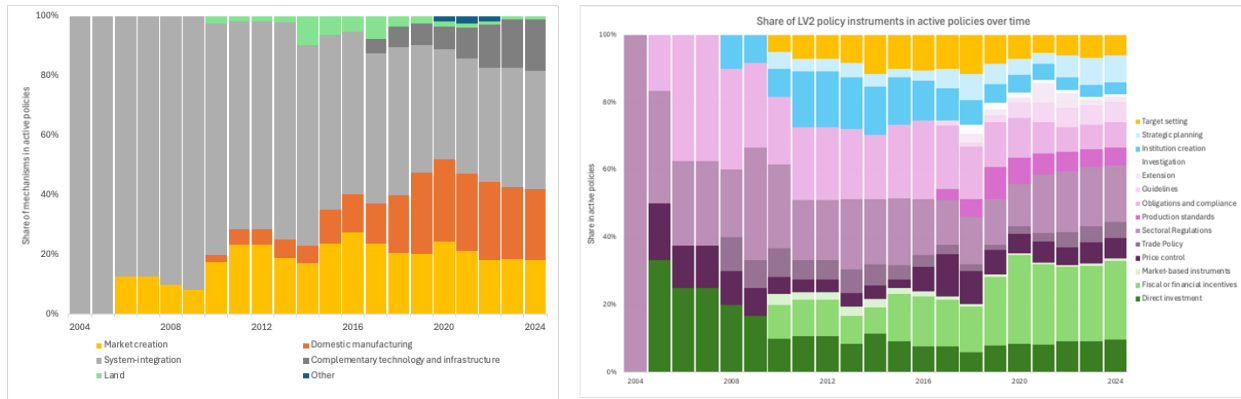 100%
80%
60%
40%
20%
0%
Share of mechanisms in active policies
2004 2008 2012 2016 2020 2024
Market creation Domestic manufacturing
System-integration Complementary technology and infrastructure
Land Other
Share of LV2 policy instruments in active policies over time
100%
80%
60%
40%
20%
0%
Share in active policies
2004 2008 2012 2016 2020 2024
Target setting
Strategic planning
Institution creation
Investigation
Extension
Guidelines
Obligations and compliance
Production standards
Sectoral Regulations
Trade Policy
Price control
Market-based instruments
Fiscal or financial incentives
Direct investment